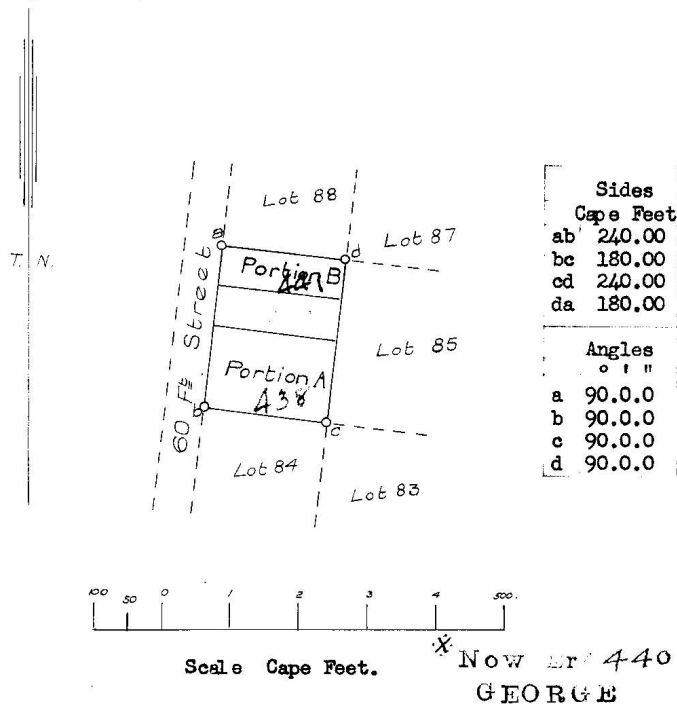 T. N.
Lot 88
Lot 87
a
d
Portion B
Lot 85
60 Ft Street
Portion A
438
b
c
Lot 84
Lot 83
Sides
Cape Feet
ab 240.00
bc 180.00
cd 240.00
da 180.00
Angles
° ' "
a 90.0.0
b 90.0.0
c 90.0.0
d 90.0.0
100 50 0 1 2 3 4 500.
Scale Cape Feet.
X Now Er 440
GEORGE